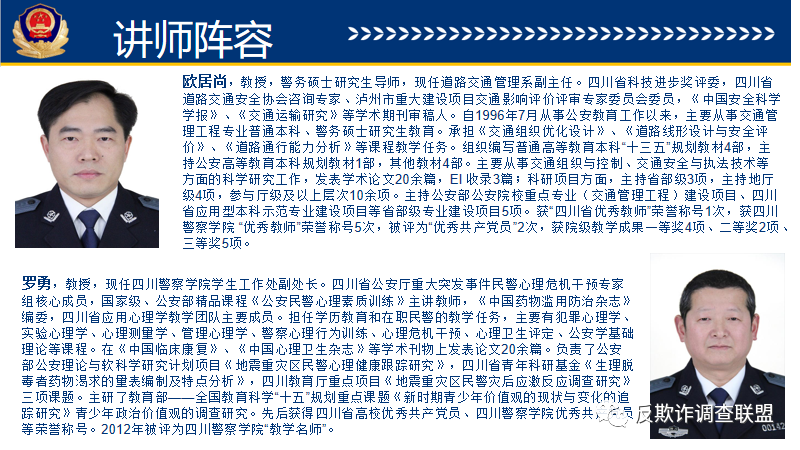 讲师阵容
欧居尚，教授，警务硕士研究生导师，现任道路交通管理系副主任。四川省科技进步奖评委，四川省
道路交通安全协会咨询专家、泸州市重大建设项目交通影响评价评审专家委员会委员，《中国安全科学
学报》、《交通运输研究》等学术期刊审稿人。自1996年7月从事公安教育工作以来，主要从事交通管
理工程专业普通本科、警务硕士研究生教育。承担《交通组织优化设计》、《道路线形设计与安全评
价》、《道路通行能力分析》等课程教学任务。组织编写普通高等教育本科“十三五”规划教材4部，主
持公安高等教育本科规划教材1部，其他教材4部。主要从事交通组织与控制、交通安全与执法技术等
方面的科学研究工作，发表学术论文20余篇，EI 收录3篇；科研项目方面，主持省部级3项，主持地厅
级4项，参与厅级及以上层次10余项。主持公安部公安院校重点专业（交通管理工程）建设项目、四川
省应用型本科示范专业建设项目等省部级专业建设项目5项。获“四川省优秀教师”荣誉称号1次，获四川
警察学院 “优秀教师”荣誉称号5次，被评为“优秀共产党员”2次，获院级教学成果一等奖4项、二等奖2项、
三等奖5项。
罗勇，教授，现任四川警察学院学生工作处副处长。四川省公安厅重大突发事件民警心理危机干预专家
组核心成员，国家级、公安部精品课程《公安民警心理素质训练》主讲教师，《中国药物滥用防治杂志》
编委，四川省应用心理学教学团队主要成员。担任学历教育和在职民警的教学任务，主要有犯罪心理学、
实验心理学、心理测量学、管理心理学、警察心理行为训练、心理危机干预、心理卫生评定、公安学基础
理论等课程。在《中国临床康复》、《中国心理卫生杂志》等学术刊物上发表论文20余篇。负责了公安
部公安理论与软科学研究计划项目《地震重灾区民警心理健康跟踪研究》，四川省青年科研基金《生理脱
毒者药物渴求的量表编制及特点分析》，四川教育厅重点项目《地震重灾区民警灾后应激反应调查研究》
三项课题。主研了教育部——全国教育科学“十五”规划重点课题《新时期青少年价值观的现状与变化的追
踪研究》青少年政治价值观的调查研究。先后获得四川省高校优秀共产党员、四川警察学院优秀共 员
等荣誉称号。2012年被评为四川警察学院“教学名师”。
反欺诈调查联盟
00142